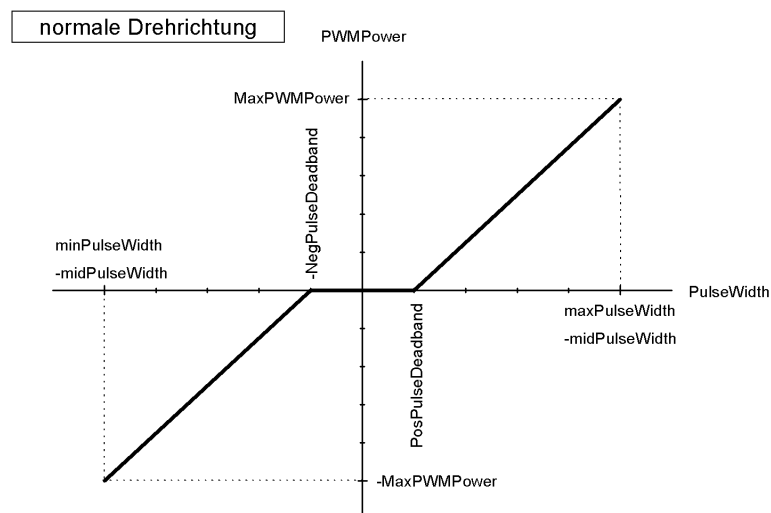 normale Drehrichtung
PWMPower
MaxPWMPower
-NegPulseDeadband
minPulseWidth
-midPulseWidth
PulseWidth
maxPulseWidth
-midPulseWidth
PosPulseDeadband
-MaxPWMPower